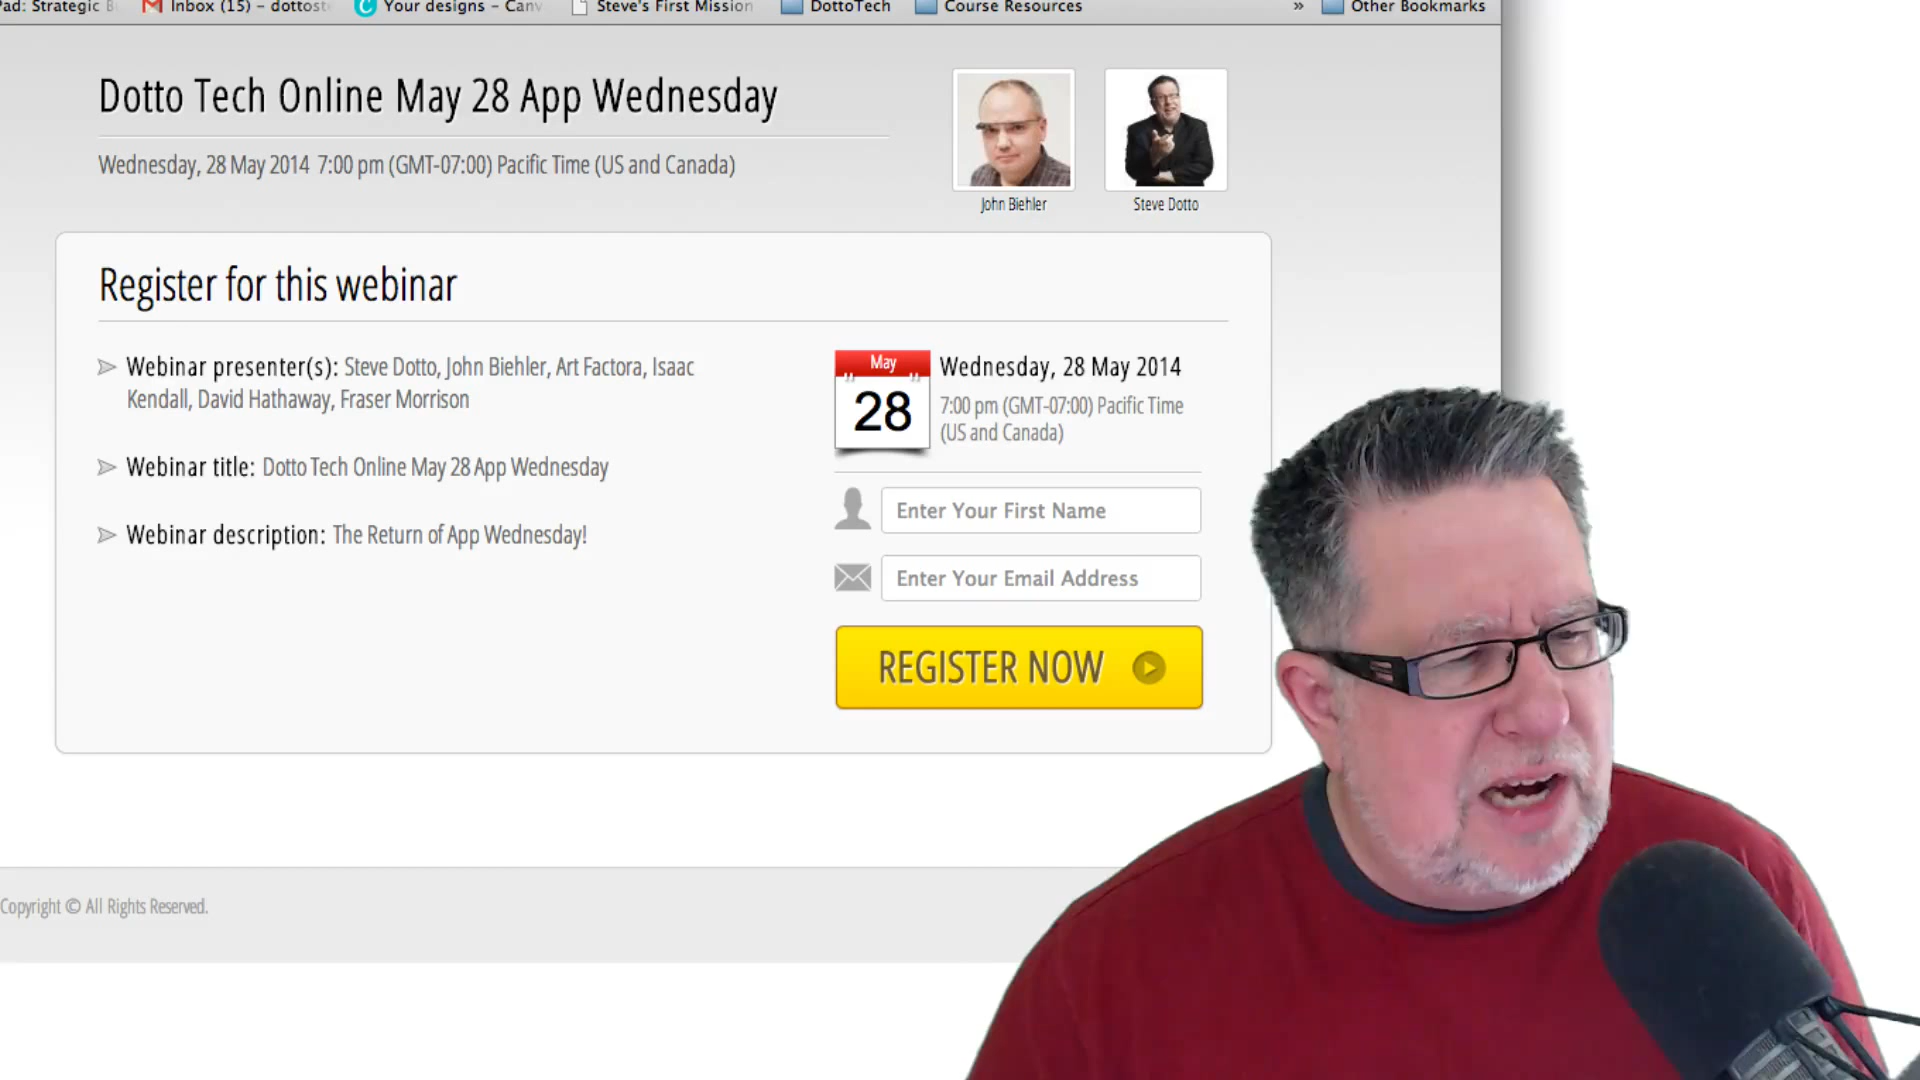 Pad: Strategic B Inbox (15) – dottost Your designs – Canv Steve's First Mission DottoTech Course Resources » Other Bookmarks
Dotto Tech Online May 28 App Wednesday
Wednesday, 28 May 2014 7:00 pm (GMT-07:00) Pacific Time (US and Canada)
John Biehler
Steve Dotto
Register for this webinar
Webinar presenter(s): Steve Dotto, John Biehler, Art Factora, Isaac
Kendall, David Hathaway, Fraser Morrison
Webinar title: Dotto Tech Online May 28 App Wednesday
Webinar description: The Return of App Wednesday!
May
28
Wednesday, 28 May 2014
7:00 pm (GMT-07:00) Pacific Time
(US and Canada)
Enter Your First Name
Enter Your Email Address
REGISTER NOW
Copyright © All Rights Reserved.